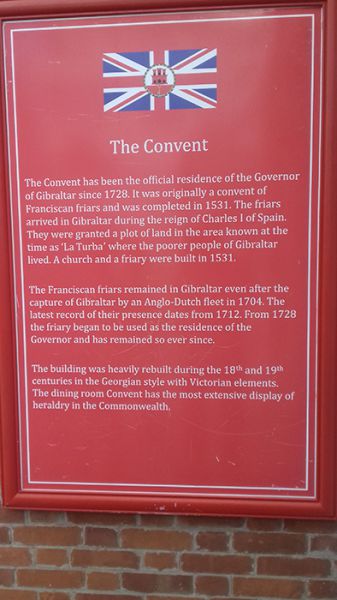 The Convent
The Convent has been the official residence of the Governor
of Gibraltar since 1728. It was originally a convent of
Franciscan friars and was completed in 1531. The friars
arrived in Gibraltar during the reign of Charles I of Spain.
They were granted a plot of land in the area known at the
time as ‘La Turba’ where the poorer people of Gibraltar
lived. A church and a friary were built in 1531.
The Franciscan friars remained in Gibraltar even after the
capture of Gibraltar by an Anglo-Dutch fleet in 1704. The
latest record of their presence dates from 1712. From 1728
the friary began to be used as the residence of the
Governor and has remained so ever since.
The building was heavily rebuilt during the 18th and 19th
centuries in the Georgian style with Victorian elements.
The dining room Convent has the most extensive display of
heraldry in the Commonwealth.